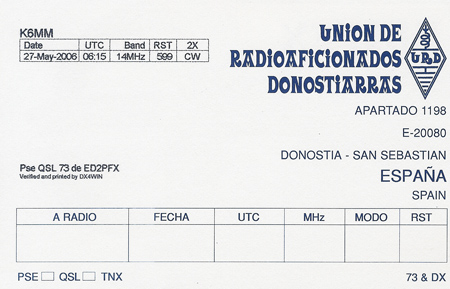 K6MM
Date UTC Band RST 2X
27-May-2006 06:15 14MHz 599 CW
UNION DE
RADIOAFICIONADOS
DONOSTIARRAS
URD
APARTADO 1198
E-20080
DONOSTIA - SAN SEBASTIAN
ESPAÑA
SPAIN
Pse QSL 73 de ED2PFX
Verified and printed by DX4WIN
A RADIO FECHA UTC MHz MODO RST
PSE QSL TNX 73 & DX